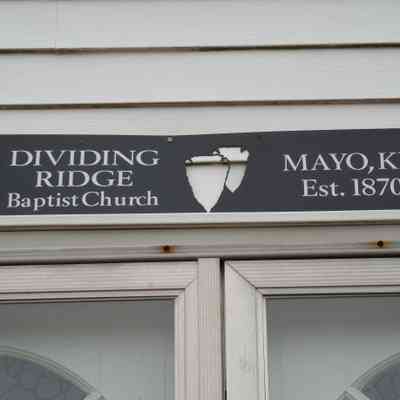 DIVIDING
RIDGE
Baptist Church
MAYO, K
Est. 1870